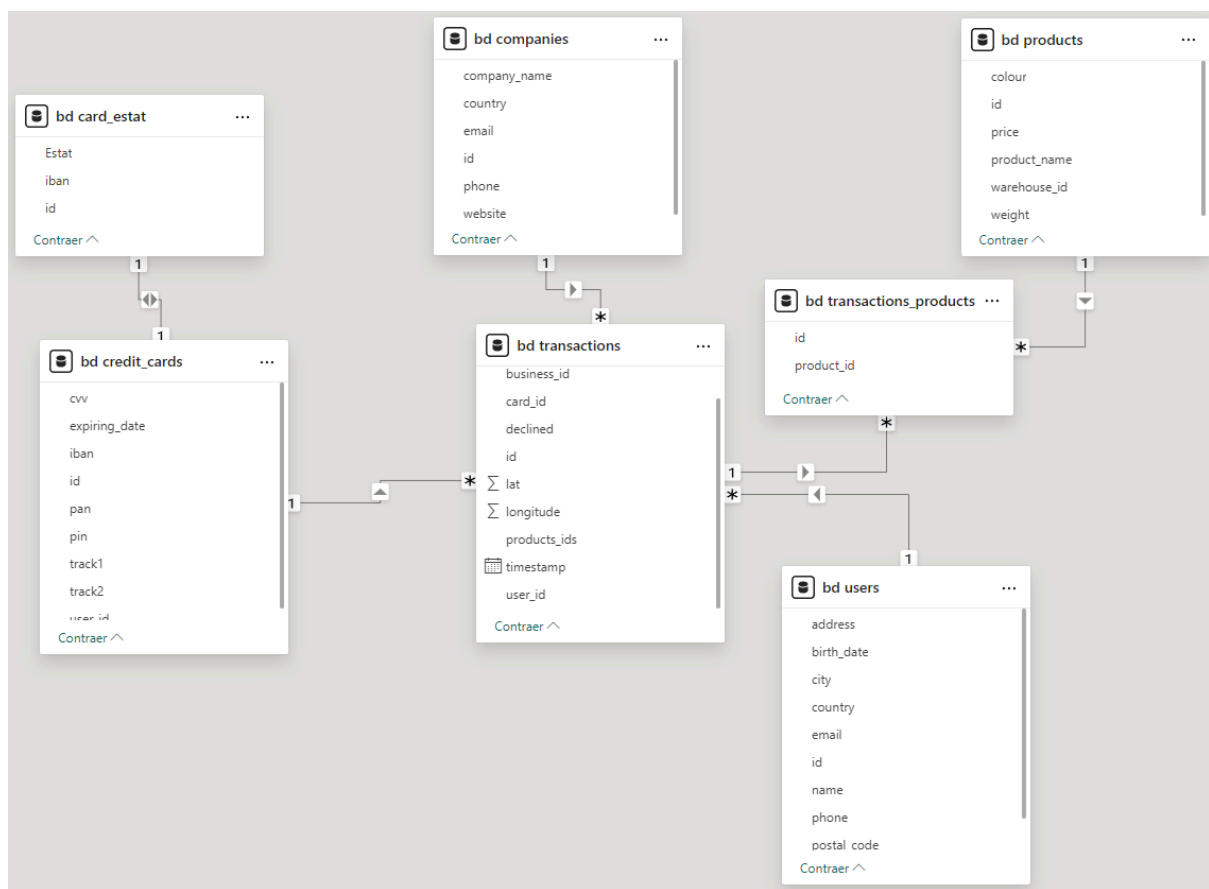 bd card_estat
Estat
iban
id
Contraer
1
1
bd credit_cards
cvv
expiring_date
iban
id
pan
pin
track1
track2
user_id
Contraer
1
bd companies
company_name
country
email
id
phone
website
Contraer
1
*
bd transactions
business_id
card_id
declined
id
∑ lat
∑ longitude
products_ids
timestamp
user_id
Contraer
*
1
*
bd products
colour
id
price
product_name
warehouse_id
weight
Contraer
1
*
bd transactions_products
id
product_id
Contraer
*
1
bd users
address
birth_date
city
country
email
id
name
phone
postal_code
Contraer